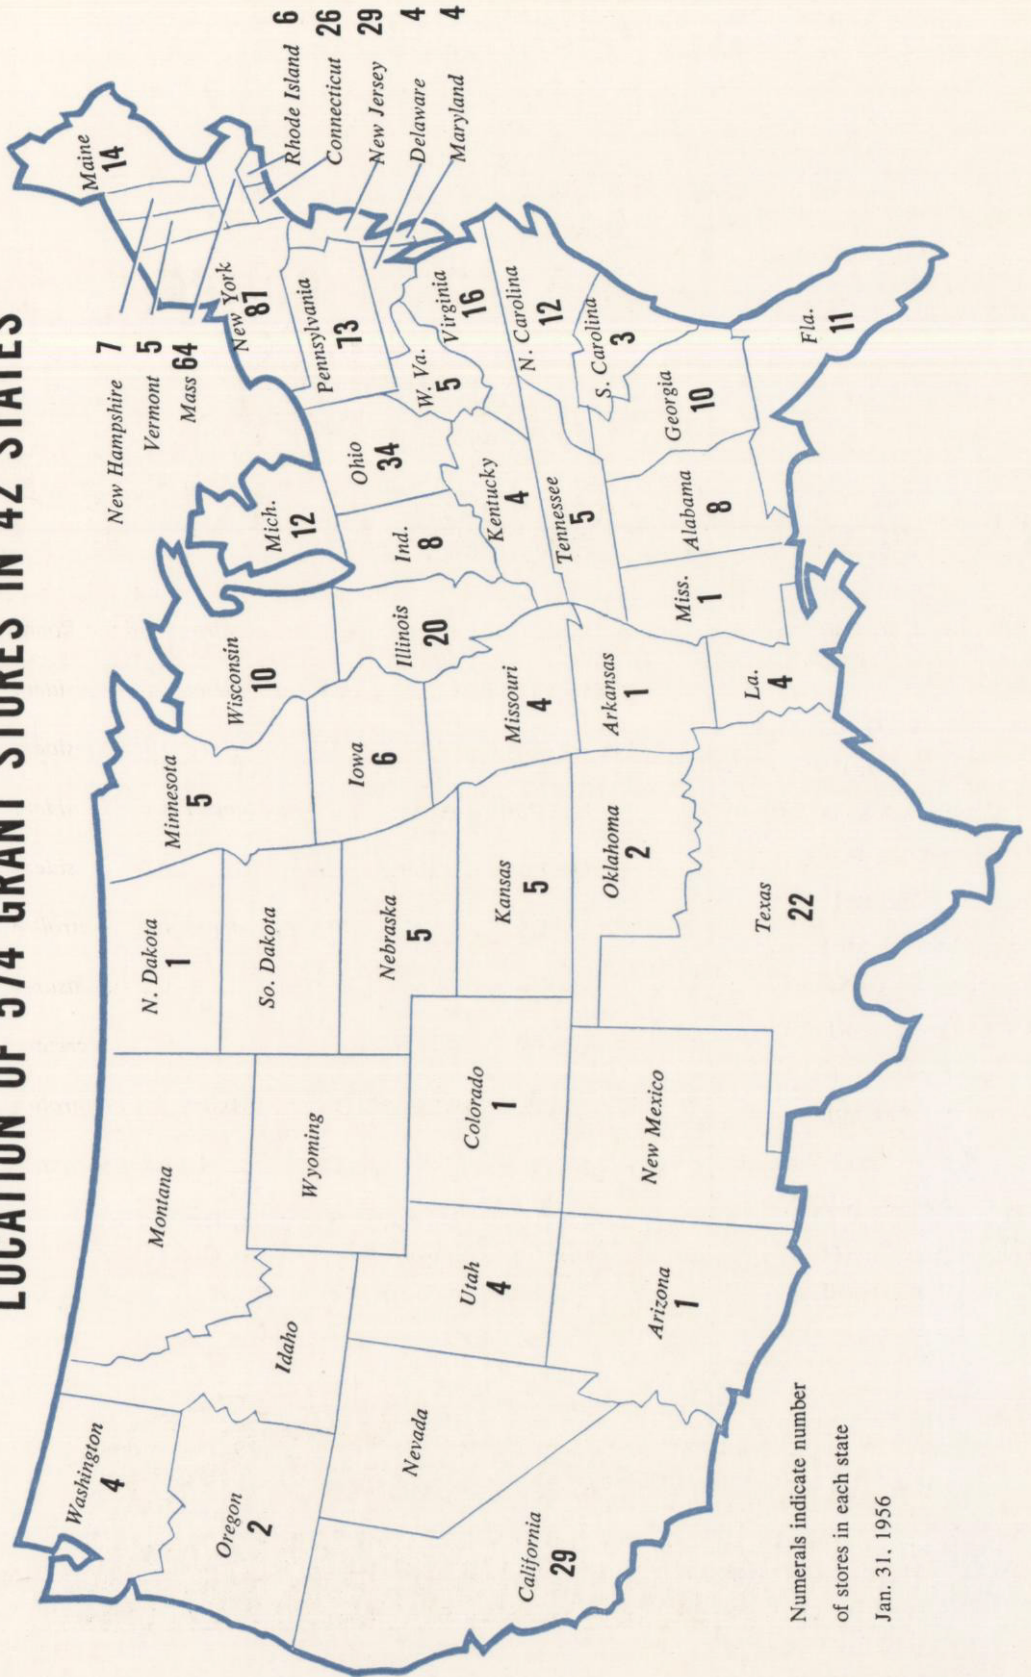 LOCATION OF 574 GRANT STORES IN 42 STATES
Washington
4
Oregon
2
California
29
Nevada
Idaho
Montana
Wyoming
Utah
4
Arizona
1
Colorado
1
New Mexico
N. Dakota
1
So. Dakota
Nebraska
5
Kansas
5
Oklahoma
2
Texas
22
Minnesota
5
Iowa
6
Missouri
4
Arkansas
1
La.
4
Wisconsin
10
Illinois
20
Mich.
12
Ind.
8
Ohio
34
Kentucky
4
Tennessee
5
Miss.
1
Alabama
8
Georgia
10
Fla.
11
S. Carolina
3
N. Carolina
12
Virginia
16
W. Va.
5
Pennsylvania
73
New York
87
Maine
14
New Hampshire 7
Vermont 5
Mass 64
Rhode Island 6
Connecticut 26
New Jersey 29
Delaware 4
Maryland 4
Numerals indicate number
of stores in each state
Jan. 31. 1956